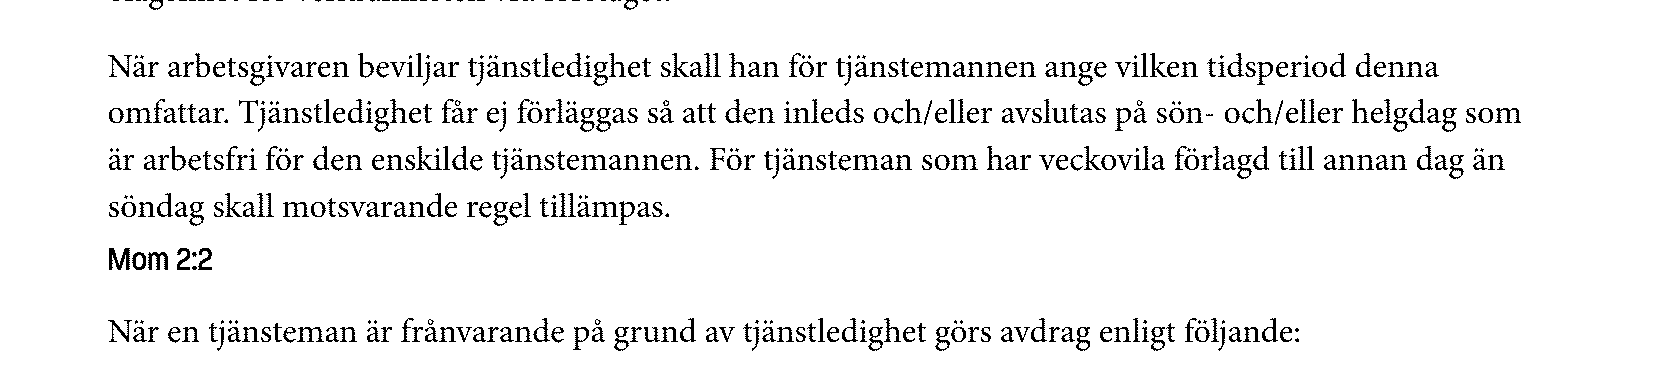 När arbetsgivaren beviljar tjänstledighet skall han för tjänstemannen ange vilken tidsperiod denna
omfattar. Tjänstledighet får ej förläggas så att den inleds och/eller avslutas på sön- och/eller helgdag som
är arbetsfri för den enskilde tjänstemannen. För tjänsteman som har veckovila förlagd till annan dag än
söndag skall motsvarande regel tillämpas.
Mom 2:2
När en tjänsteman är frånvarande på grund av tjänstledighet görs avdrag enligt följande: